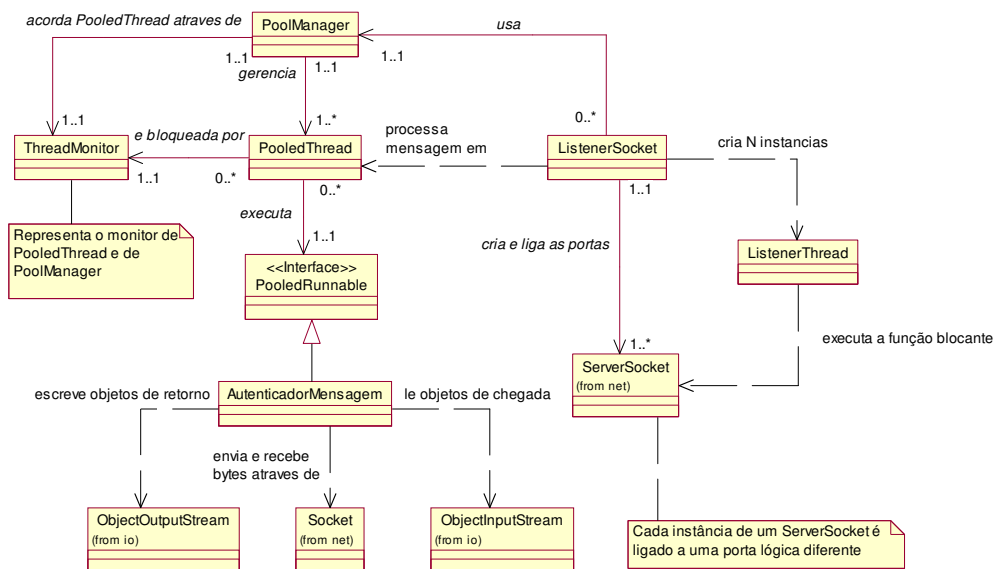 acorda PooledThread atraves de
PoolManager
usa
1..1
gerencia
1..1
1..1
1..1
1..*
0..*
e bloqueada por
processa
mensagem em
cria N instancias
ThreadMonitor
PooledThread
ListenerSocket
1..1
0..*
0..*
1..1
executa
Representa o monitor de
PooledThread e de
PoolManager
1..1
cria e liga as portas
ListenerThread
<<Interface>>
PooledRunnable
executa a função blocante
1..*
ServerSocket
(from net)
escreve objetos de retorno
AutenticadorMensagem
le objetos de chegada
envia e recebe
bytes atraves de
ObjectOutputStream
(from io)
Socket
(from net)
ObjectInputStream
(from io)
Cada instância de um ServerSocket é
ligado a uma porta lógica diferente